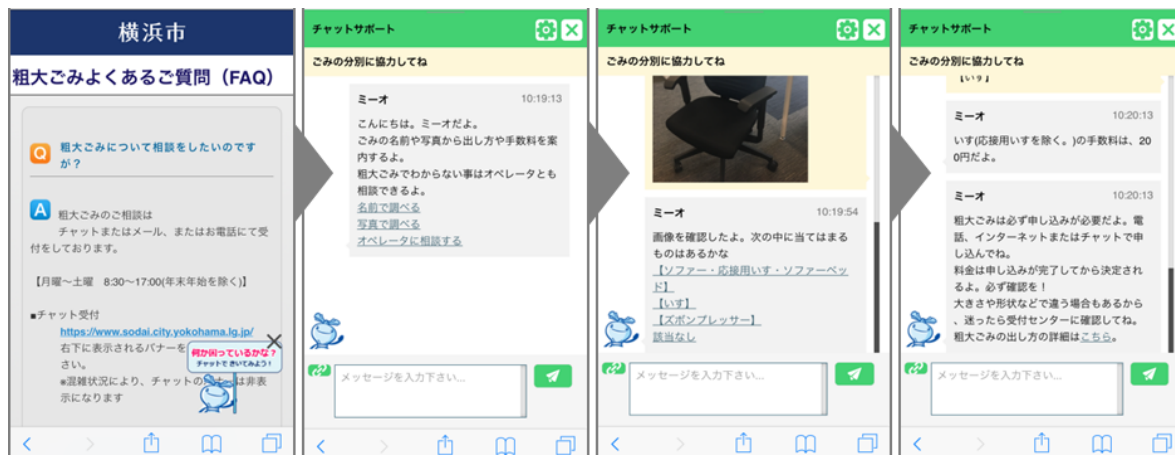 横浜市
粗大ごみよくあるご質問（FAQ）
Q 粗大ごみについて相談をしたいのです
が？
A 粗大ごみのご相談は
チャットまたはメール、またはお電話にて受
付をしております。
【月曜〜土曜　8:30〜17:00(年末年始を除く)】
■チャット受付
https://www.sodai.city.yokohama.lg.jp/
右下に表示されるバナーを
さい。
※混雑状況により、チャットの
は非表
示になります
何か困っているかな？
チャットできいてみよう！
チャットサポート
ごみの分別に協力してね
ミーオ 10:19:13
こんにちは。ミーオだよ。
ごみの名前や写真から出し方や手数料を案
内するよ。
粗大ごみでわからない事はオペレータとも
相談できるよ。
名前で調べる
写真で調べる
オペレータに相談する
メッセージを入力下さい...
チャットサポート
ごみの分別に協力してね
ミーオ 10:19:54
画像を確認したよ。次の中に当てはまる
ものはあるかな
【ソファー・応接用いす・ソファーベッ
ド】
【いす】
【ズボンプレッサー】
該当なし
メッセージを入力下さい...
チャットサポート
ごみの分別に協力してね
【いす】
ミーオ 10:20:13
いす(応接用いすを除く。)の手数料は、20
0円だよ。
ミーオ 10:20:13
粗大ごみは必ず申し込みが必要だよ。電
話、インターネットまたはチャットで申
し込んでね。
料金は申し込みが完了してから決定され
るよ。必ず確認を！
大きさや形状などで違う場合もあるから
、迷ったら受付センターに確認してね。
粗大ごみの出し方の詳細はこちら。
メッセージを入力下さい...